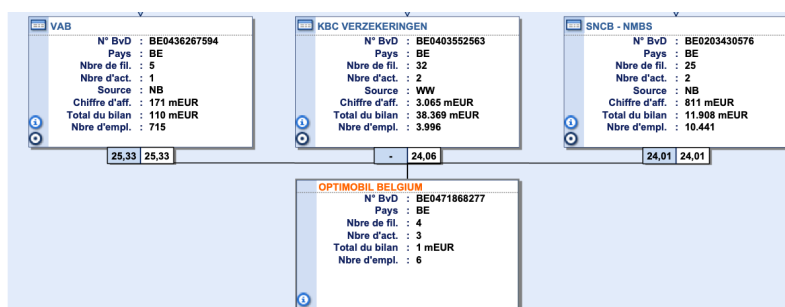 VAB
N° BvD : BE0436267594
Pays : BE
Nbre de fil. : 5
Nbre d'act. : 1
Source : NB
Chiffre d'aff. : 171 mEUR
Total du bilan : 110 mEUR
Nbre d'empl. : 715
25,33 25,33
KBC VERZEKERINGEN
N° BvD : BE0403552563
Pays : BE
Nbre de fil. : 32
Nbre d'act. : 2
Source : WW
Chiffre d'aff. : 3.065 mEUR
Total du bilan : 38.369 mEUR
Nbre d'empl. : 3.996
- 24,06
SNCB - NMBS
N° BvD : BE0203430576
Pays : BE
Nbre de fil. : 25
Nbre d'act. : 2
Source : NB
Chiffre d'aff. : 811 mEUR
Total du bilan : 11.908 mEUR
Nbre d'empl. : 10.441
24,01 24,01
OPTIMOBIL BELGIUM
N° BvD : BE0471868277
Pays : BE
Nbre de fil. : 4
Nbre d'act. : 3
Total du bilan : 1 mEUR
Nbre d'empl. : 6